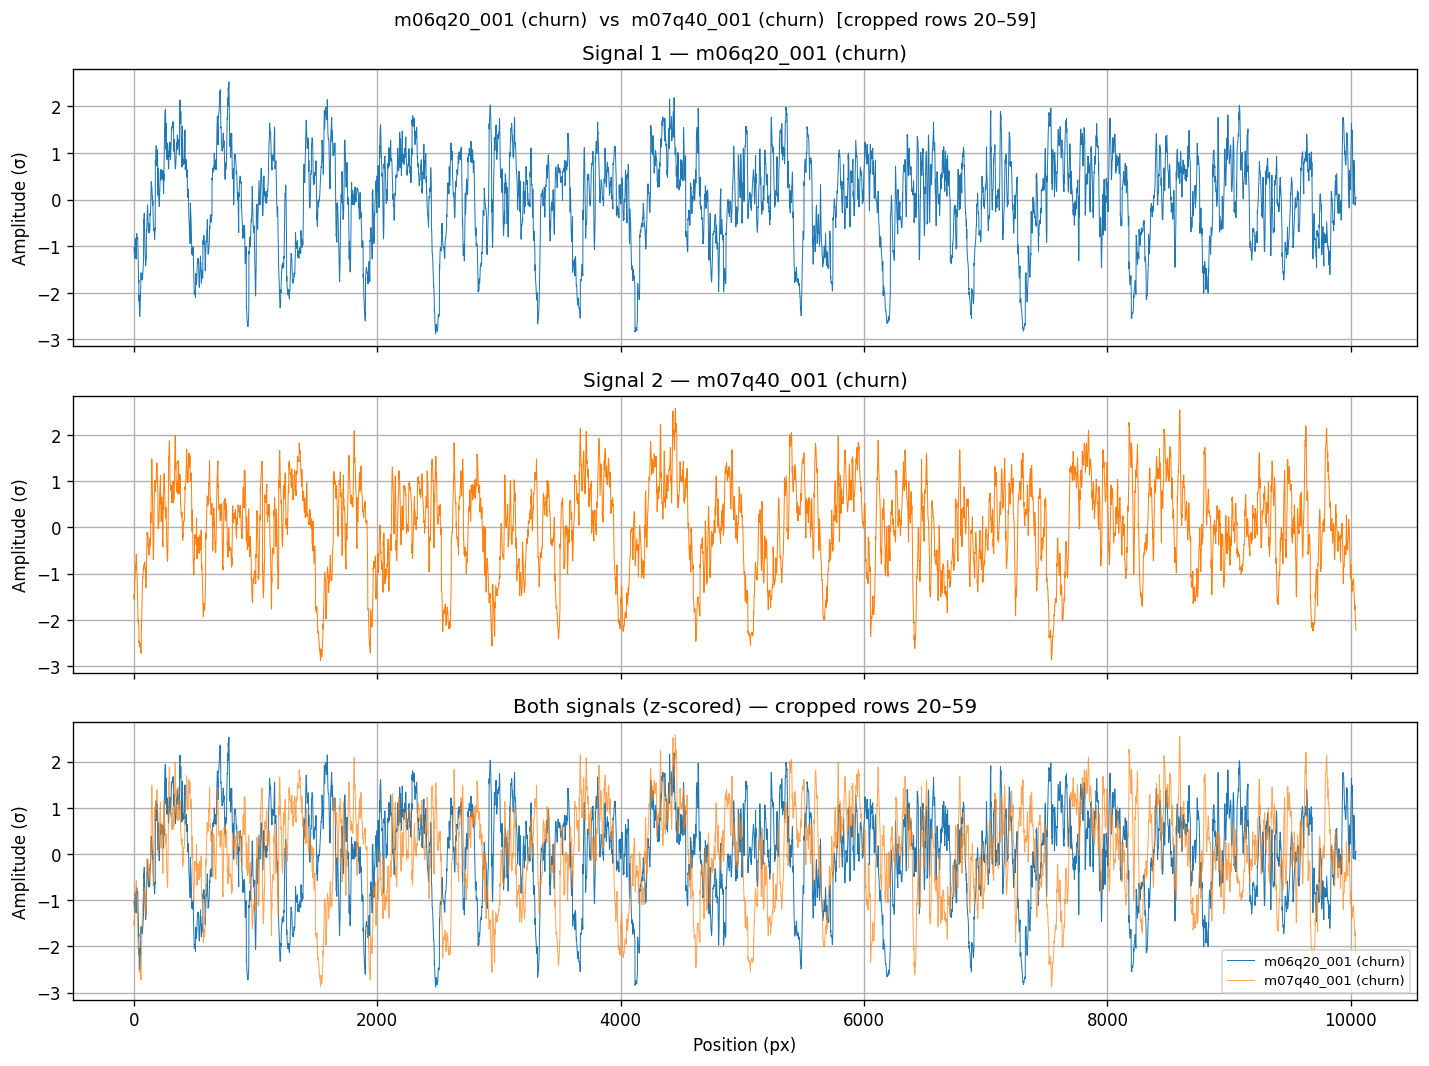 m06q20_001 (churn)  vs  m07q40_001 (churn)  [cropped rows 20–59]
Signal 1 — m06q20_001 (churn)
Amplitude (σ)
2
1
0
−1
−2
−3
Signal 2 — m07q40_001 (churn)
Amplitude (σ)
2
1
0
−1
−2
−3
Both signals (z-scored) — cropped rows 20–59
Amplitude (σ)
2
1
0
−1
−2
−3
m06q20_001 (churn)
m07q40_001 (churn)
0 2000 4000 6000 8000 10000
Position (px)